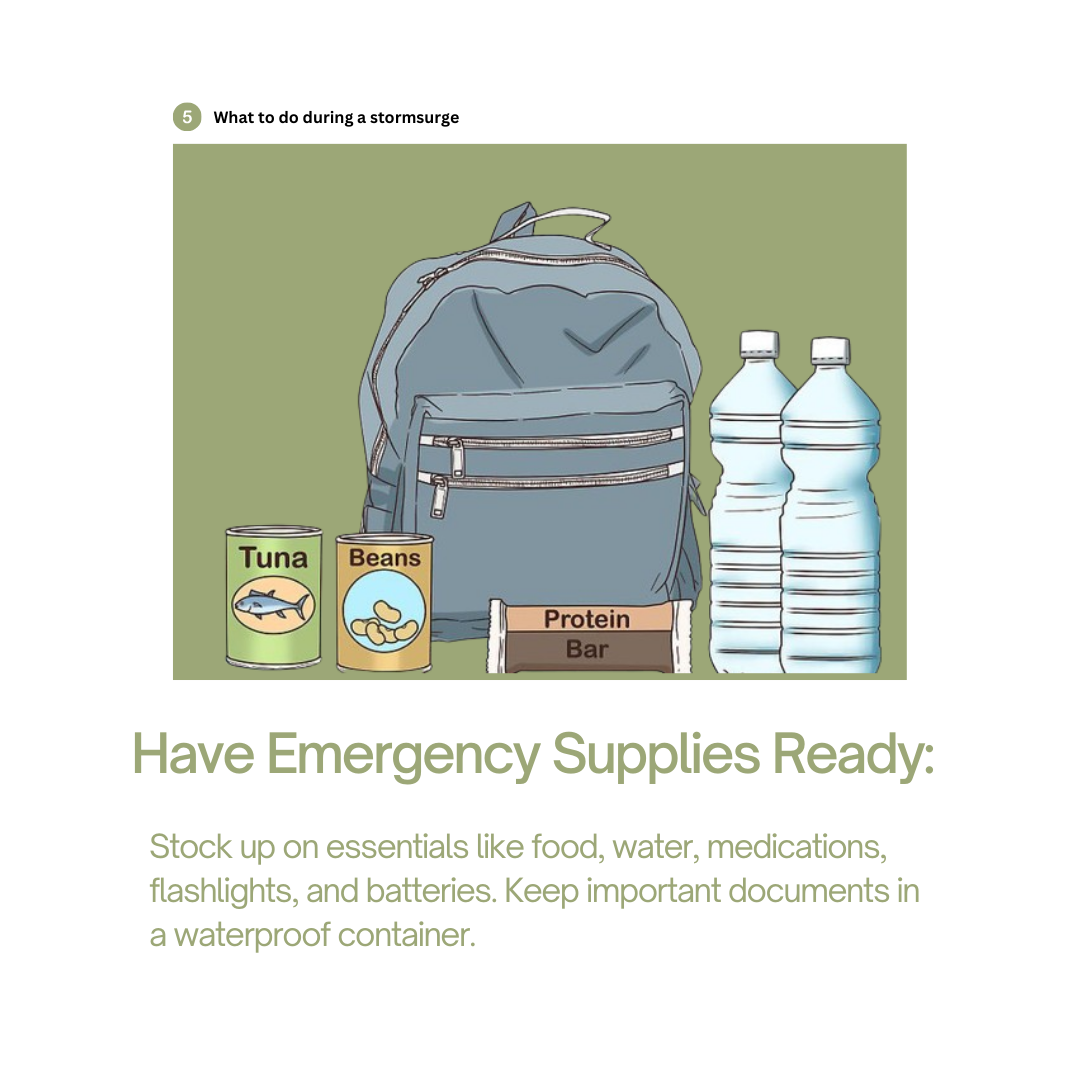 5 What to do during a stormsurge
Tuna
Beans
Protein
Bar
Have Emergency Supplies Ready:
Stock up on essentials like food, water, medications,
flashlights, and batteries. Keep important documents in
a waterproof container.